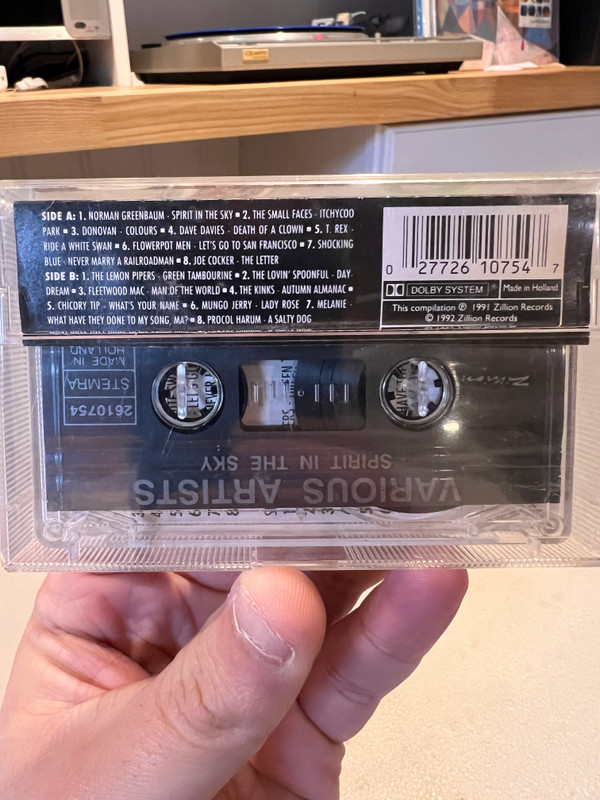 SIDE A: 1. NORMAN GREENBAUM - SPIRIT IN THE SKY ■ 2. THE SMALL FACES - ITCHYCOO
PARK ■ 3. DONOVAN - COLOURS ■ 4. DAVE DAVIES - DEATH OF A CLOWN ■ 5. T. REX -
RIDE A WHITE SWAN ■ 6. FLOWERPOT MEN - LET'S GO TO SAN FRANCISCO ■ 7. SHOCKING
BLUE - NEVER MARRY A RAILROADMAN ■ 8. JOE COCKER - THE LETTER
SIDE B: 1. THE LEMON PIPERS - GREEN TAMBOURINE ■ 2. THE LOVIN' SPOONFUL - DAY-
DREAM ■ 3. FLEETWOOD MAC - MAN OF THE WORLD ■ 4. THE KINKS - AUTUMN ALMANAC ■
5. CHICORY TIP - WHAT'S YOUR NAME ■ 6. MUNGO JERRY - LADY ROSE 7. MELANIE -
WHAT HAVE THEY DONE TO MY SONG, MA? ■ 8. PROCOL HARUM - A SALTY DOG
0 27726 10754 7
DOLBY SYSTEM ® Made in Holland
This compilation ℗ 1991 Zillion Records
© 1992 Zillion Records
MADE IN
HOLLAND
STEMRA
2610754
SPIRIT IN THE SKY
VARIOUS ARTISTS